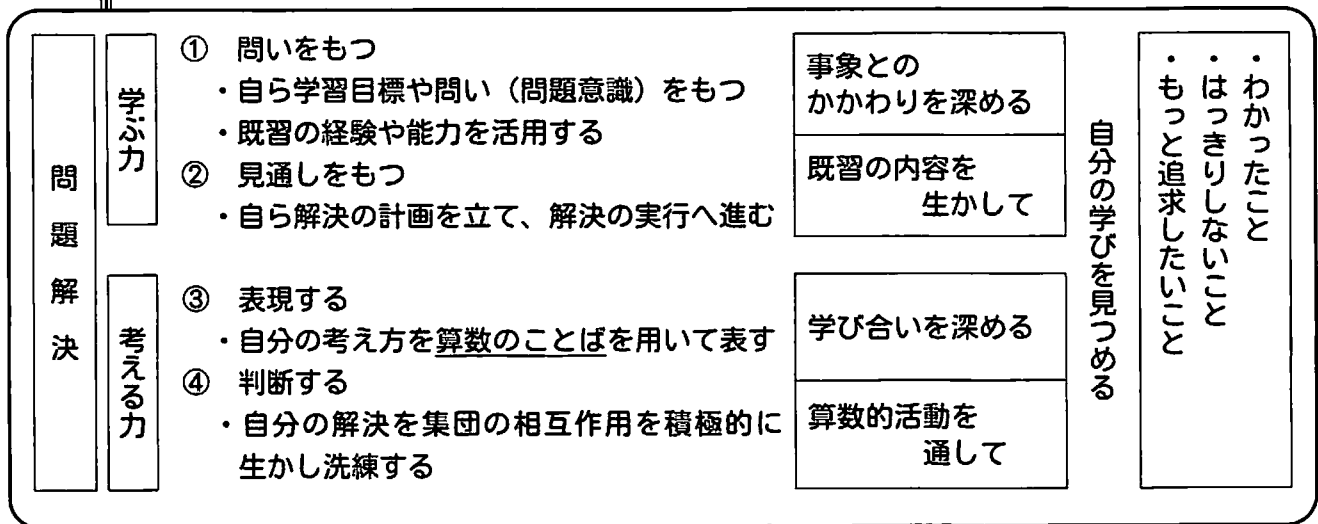 問題解決
学ぶ力
① 問いをもつ
・自ら学習目標や問い（問題意識）をもつ
・既習の経験や能力を活用する
② 見通しをもつ
・自ら解決の計画を立て、解決の実行へ進む
考える力
③ 表現する
・自分の考え方を算数のことばを用いて表す
④ 判断する
・自分の解決を集団の相互作用を積極的に
生かし洗練する
事象との
かかわりを深める
既習の内容を
生かして
学び合いを深める
算数的活動を
通して
自分の学びを見つめる
・わかったこと
・はっきりしないこと
・もっと追求したいこと